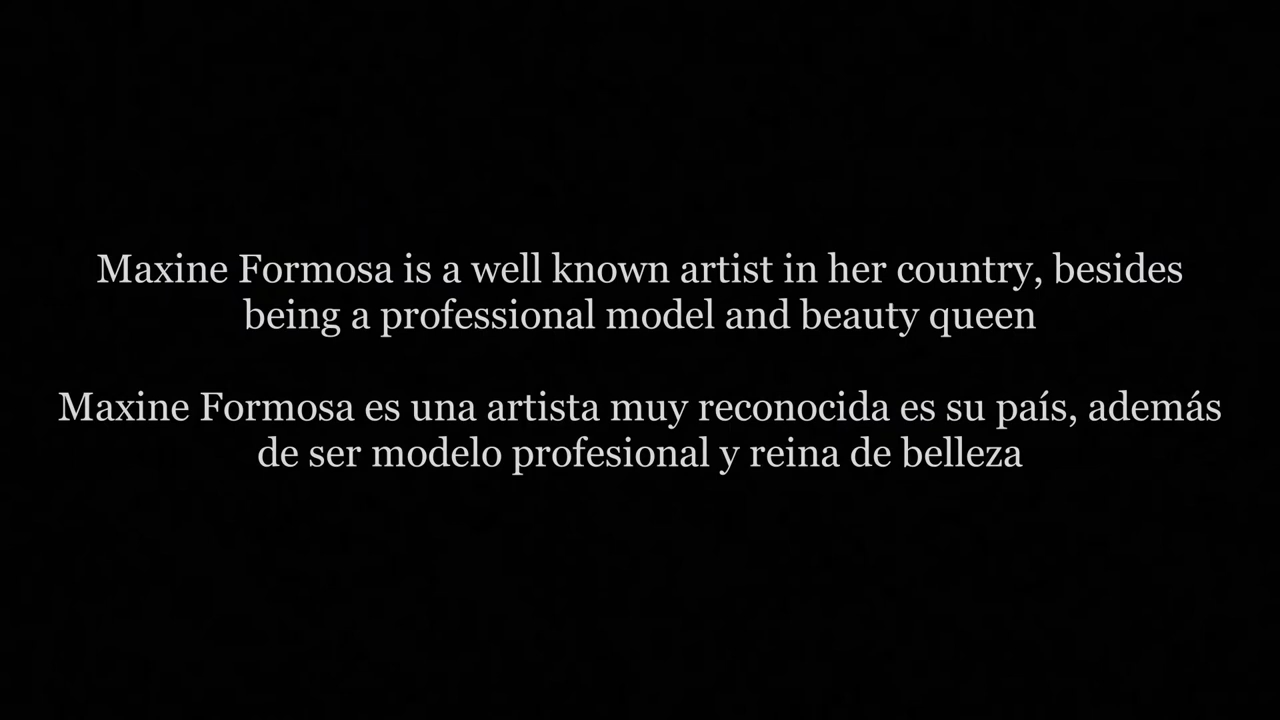 Maxine Formosa is a well known artist in her country, besides
being a professional model and beauty queen
Maxine Formosa es una artista muy reconocida es su país, además
de ser modelo profesional y reina de belleza